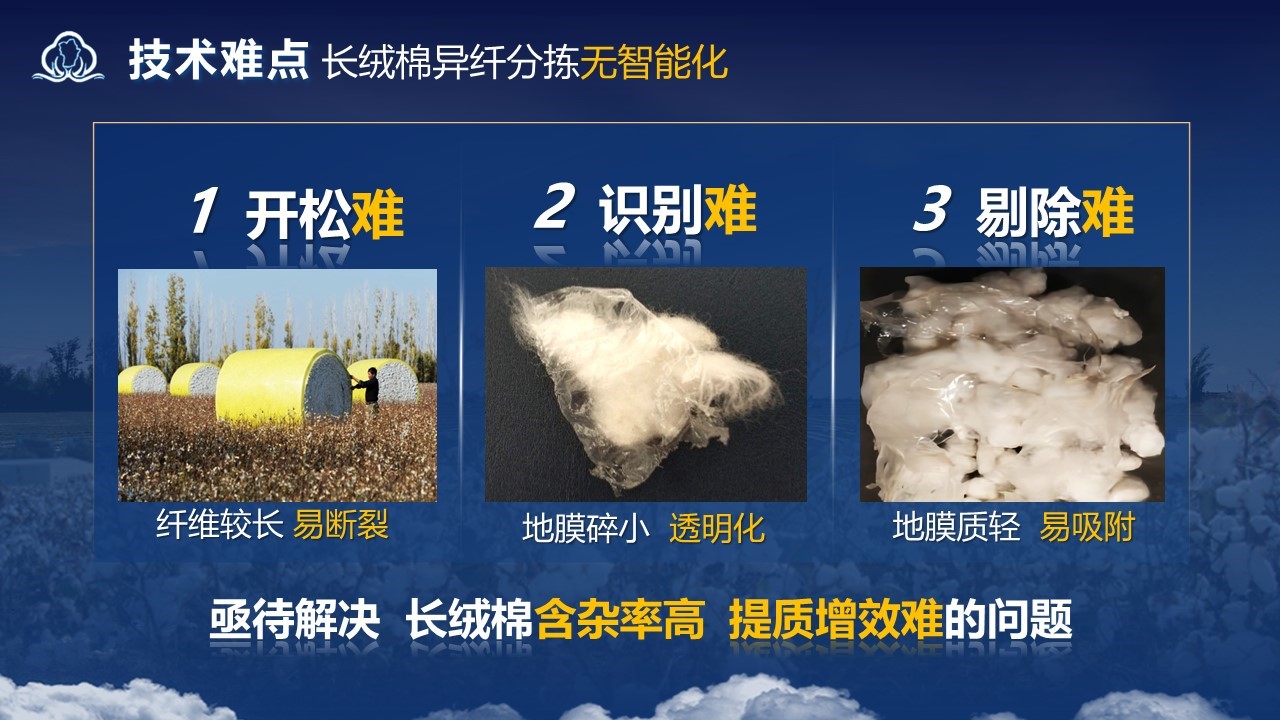 技术难点 长绒棉异纤分拣无智能化
1 开松难
2 识别难
3 剔除难
纤维较长 易断裂
地膜碎小 透明化
地膜质轻 易吸附
亟待解决 长绒棉含杂率高 提质增效难的问题